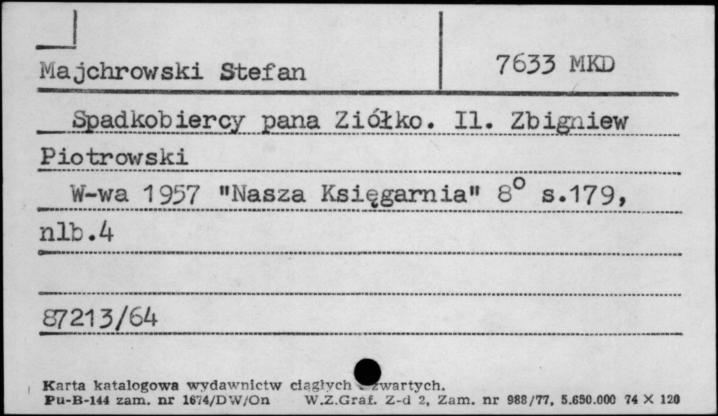 Majchrowski Stefan
7633 MKD
Spadkobiercy pana Ziółko. Il. Zbigniew
Piotrowski
W-wa 1957 "Nasza Księgarnia" 8° s.179,
nlb.4
87213/64
Karta katalogowa wydawnictw ciągłych zwartych.
Pu-B-144 zam. nr 1674/DW/On W.Z.Graf. Z-d 2, Zam. nr 988/77, 5.650.000 74 X 120